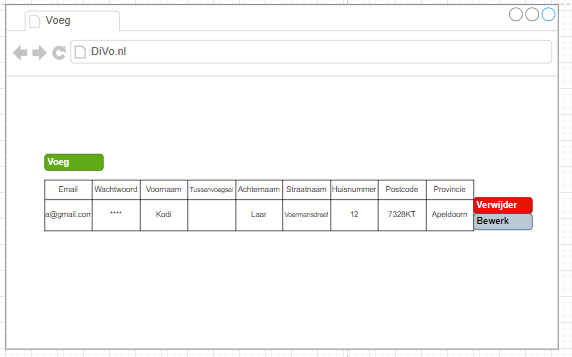 Voeg
DiVo.nl
Voeg
Email Wachtwoord Voornaam Tussenvoegsel Achternaam Straatnaam Huisnummer Postcode Provincie
a@gmail.com **** Kodi Laar Voermansdreef 12 7328KT Apeldoorn
Verwijder
Bewerk